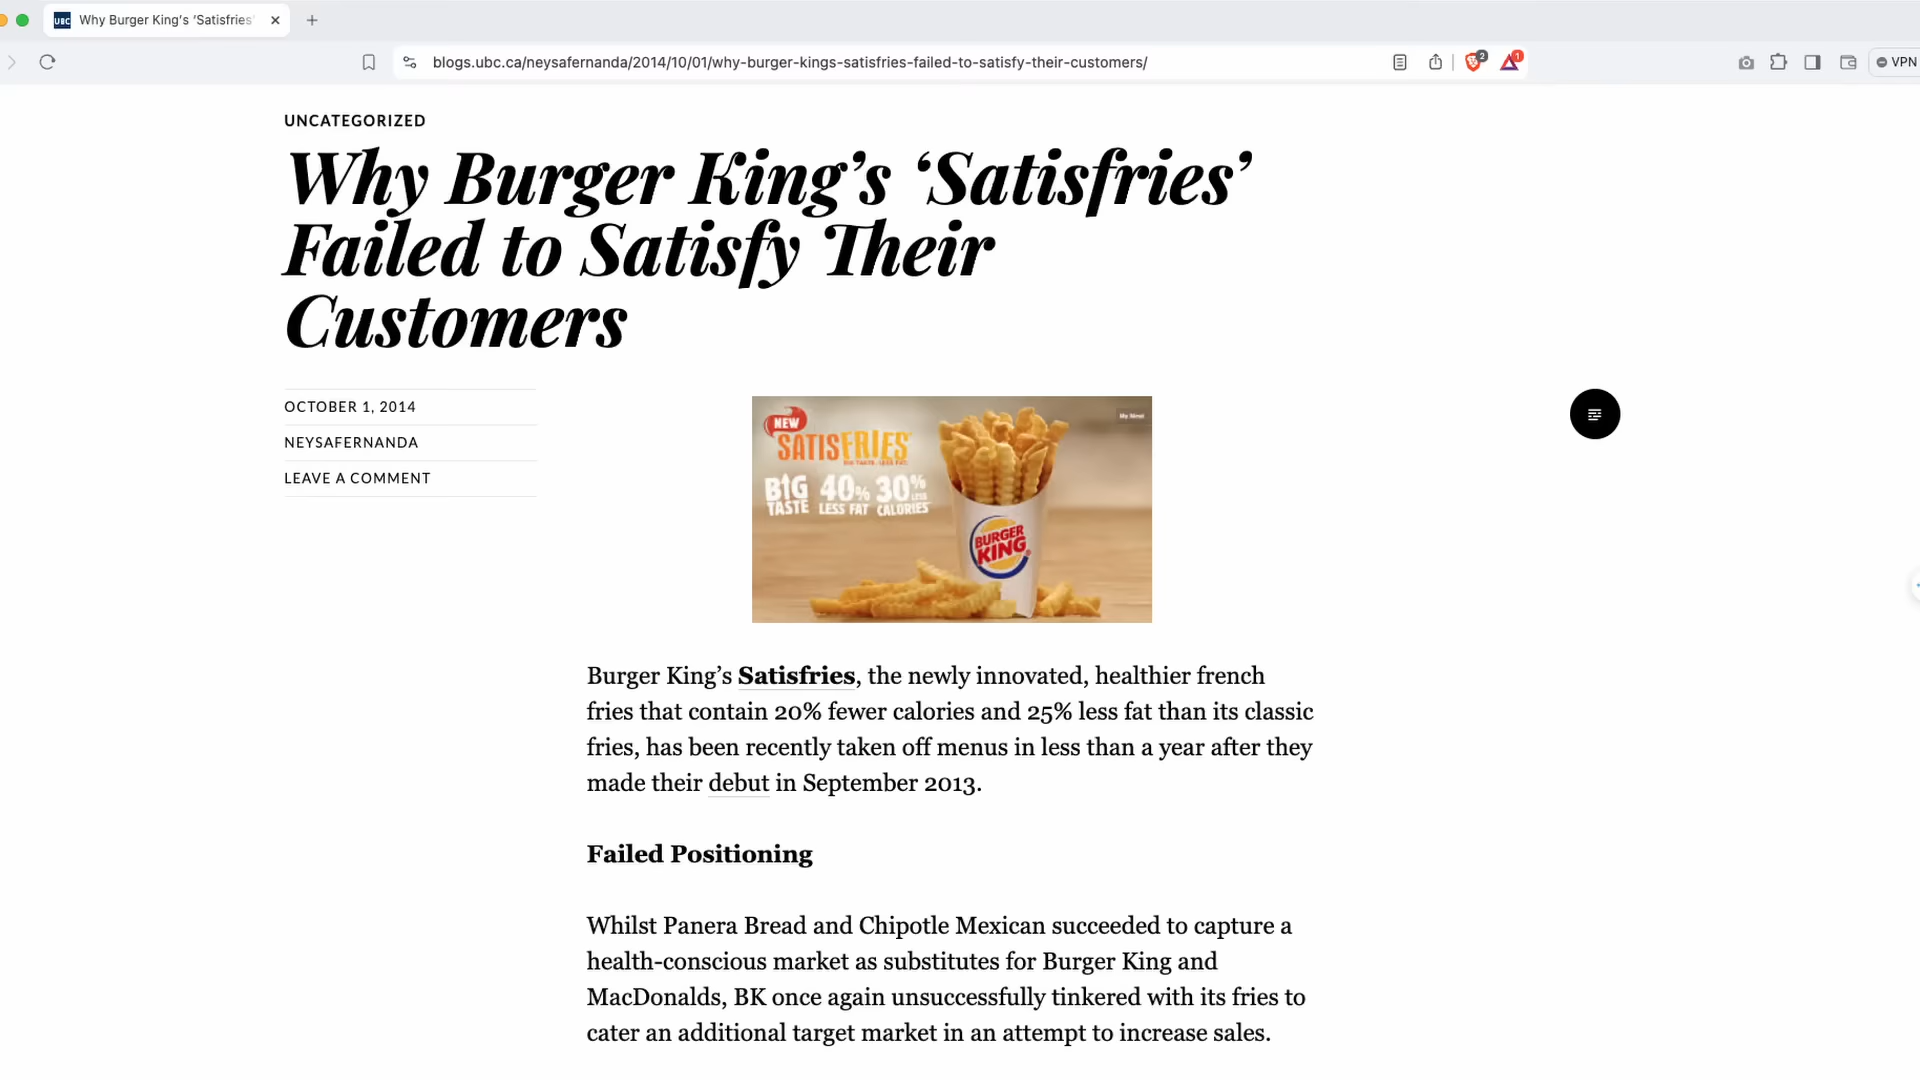 Why Burger King's 'Satisfries'
blogs.ubc.ca/neysafernanda/2014/10/01/why-burger-kings-satisfries-failed-to-satisfy-their-customers/
2
1
VPN
UNCATEGORIZED
Why Burger King’s ‘Satisfries’
Failed to Satisfy Their
Customers
OCTOBER 1, 2014
NEYSAFERNANDA
LEAVE A COMMENT
NEW
SATISFRIES
BIG TASTE 40% LESS FAT 30% LESS CALORIES
BURGER
KING
Burger King’s Satisfries, the newly innovated, healthier french
fries that contain 20% fewer calories and 25% less fat than its classic
fries, has been recently taken off menus in less than a year after they
made their debut in September 2013.
Failed Positioning
Whilst Panera Bread and Chipotle Mexican succeeded to capture a
health-conscious market as substitutes for Burger King and
MacDonalds, BK once again unsuccessfully tinkered with its fries to
cater an additional target market in an attempt to increase sales.